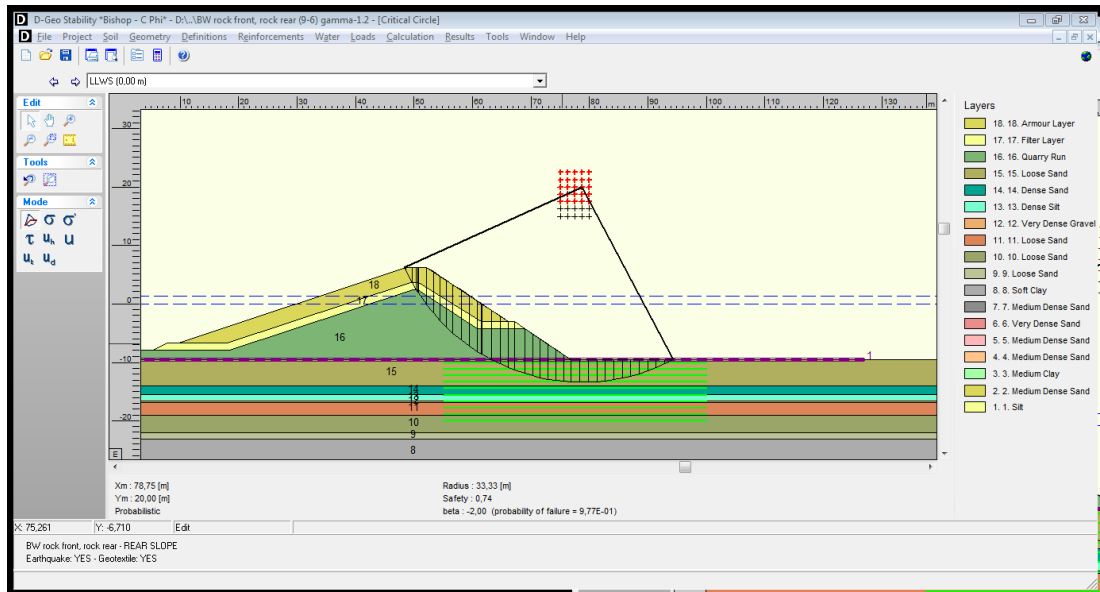 D-Geo Stability *Bishop - C Phi* - D:\...\BW rock front, rock rear (9-6) gamma-1.2 - [Critical Circle]
File Project Soil Geometry Definitions Reinforcements Water Loads Calculation Results Tools Window Help
LLWS (0,00 m)
Edit
Tools
Mode
σ σ'
τ uh u
uk ud
10 20 30 40 50 60 70 80 90 100 110 120 130 m
30
20
10
0
-10
-20
E
18
17
16
15
14
11
10
9
8
1
Layers
18. 18. Armour Layer
17. 17. Filter Layer
16. 16. Quarry Run
15. 15. Loose Sand
14. 14. Dense Sand
13. 13. Dense Silt
12. 12. Very Dense Gravel
11. 11. Loose Sand
10. 10. Loose Sand
9. 9. Loose Sand
8. 8. Soft Clay
7. 7. Medium Dense Sand
6. 6. Very Dense Sand
5. 5. Medium Dense Sand
4. 4. Medium Dense Sand
3. 3. Medium Clay
2. 2. Medium Dense Sand
1. 1. Silt
Xm : 78,75 [m]
Radius : 33,33 [m]
Ym : 20,00 [m]
Safety : 0,74
Probabilistic
beta : -2,00 (probability of failure = 9,77E-01)
X: 75,261
Y: -6,710
Edit
BW rock front, rock rear - REAR SLOPE
Earthquake: YES - Geotextile: YES